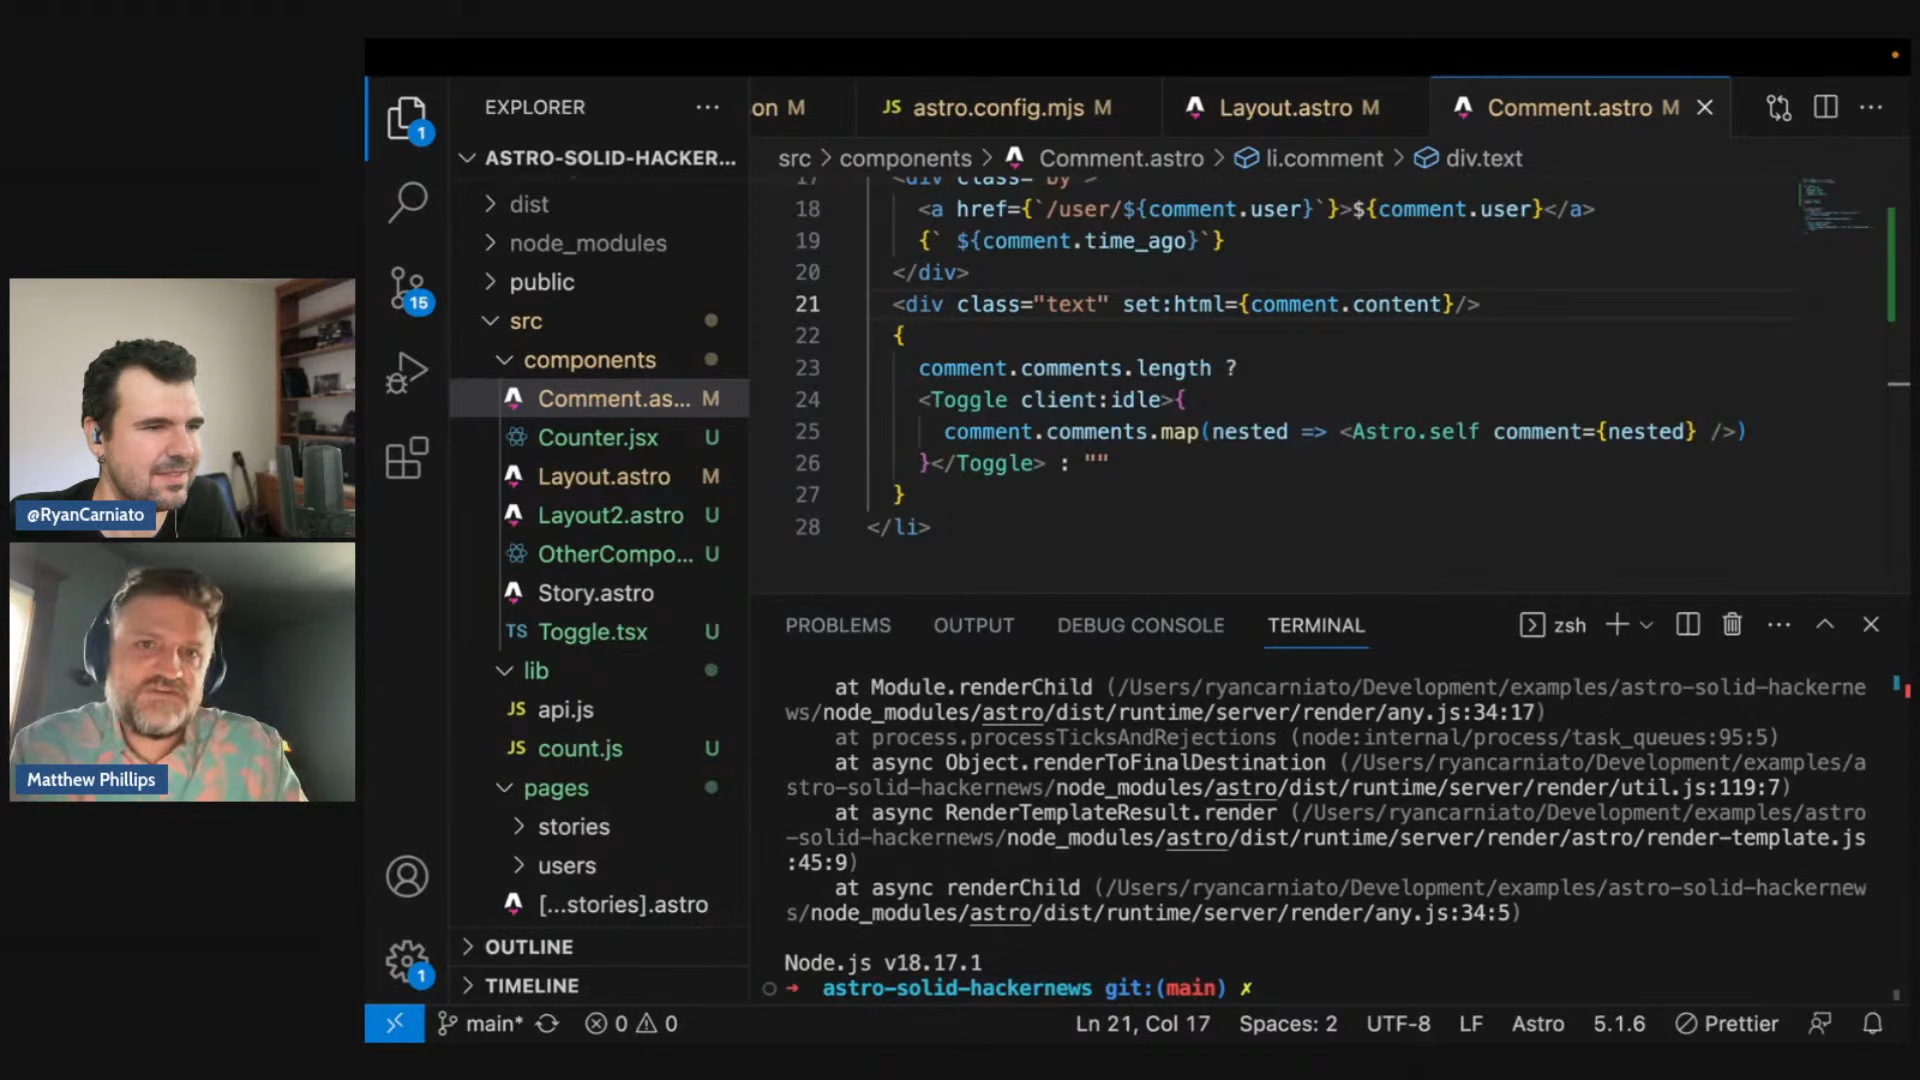 EXPLORER
ASTRO-SOLID-HACKER...
dist
node_modules
public
src
components
Comment.as... M
Counter.jsx U
Layout.astro M
Layout2.astro U
OtherCompo... U
Story.astro
TS Toggle.tsx U
lib
JS api.js
JS count.js U
pages
stories
users
[...stories].astro
OUTLINE
TIMELINE
1
15
1
on M
JS astro.config.mjs M
Layout.astro M
Comment.astro M
src > components > Comment.astro > li.comment > div.text
17 <div class="by">
18 <a href={`/user/${comment.user}`}>${comment.user}</a>
19 {` ${comment.time_ago}`}
20 </div>
21 <div class="text" set:html={comment.content}/>
22 {
23 comment.comments.length ?
24 <Toggle client:idle>{
25 comment.comments.map(nested => <Astro.self comment={nested} />)
26 }</Toggle> : ""
27 }
28 </li>
PROBLEMS OUTPUT DEBUG CONSOLE TERMINAL
zsh
at Module.renderChild (/Users/ryancarniato/Development/examples/astro-solid-hackerne
ws/node_modules/astro/dist/runtime/server/render/any.js:34:17)
at process.processTicksAndRejections (node:internal/process/task_queues:95:5)
at async Object.renderToFinalDestination (/Users/ryancarniato/Development/examples/a
stro-solid-hackernews/node_modules/astro/dist/runtime/server/render/util.js:119:7)
at async RenderTemplateResult.render (/Users/ryancarniato/Development/examples/astro
-solid-hackernews/node_modules/astro/dist/runtime/server/render/astro/render-template.js
:45:9)
at async renderChild (/Users/ryancarniato/Development/examples/astro-solid-hackernew
s/node_modules/astro/dist/runtime/server/render/any.js:34:5)
Node.js v18.17.1
➜ astro-solid-hackernews git:(main) ✗
main* 0 0
Ln 21, Col 17 Spaces: 2 UTF-8 LF Astro 5.1.6 Prettier
@RyanCarniato
Matthew Phillips